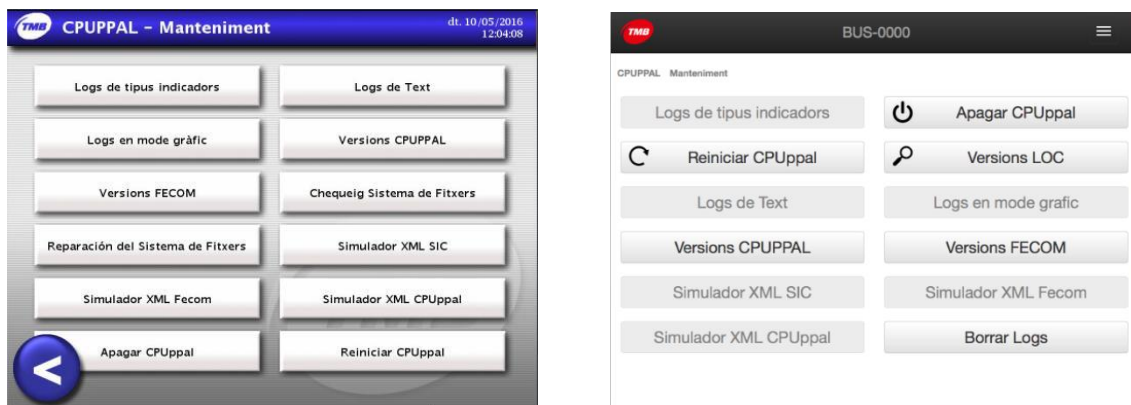 TMB CPUPPAL - Manteniment
dt. 10/05/2016
12:04:08
Logs de tipus indicadors
Logs de Text
Logs en mode gràfic
Versions CPUPPAL
Versions FECOM
Chequeig Sistema de Fitxers
Reparación del Sistema de Fitxers
Simulador XML SIC
Simulador XML Fecom
Simulador XML CPUppal
Apagar CPUppal
Reiniciar CPUppal
<
TMB
BUS-0000
CPUPPAL Manteniment
Logs de tipus indicadors
Apagar CPUppal
Reiniciar CPUppal
Versions LOC
Logs de Text
Logs en mode grafic
Versions CPUPPAL
Versions FECOM
Simulador XML SIC
Simulador XML Fecom
Simulador XML CPUppal
Borrar Logs